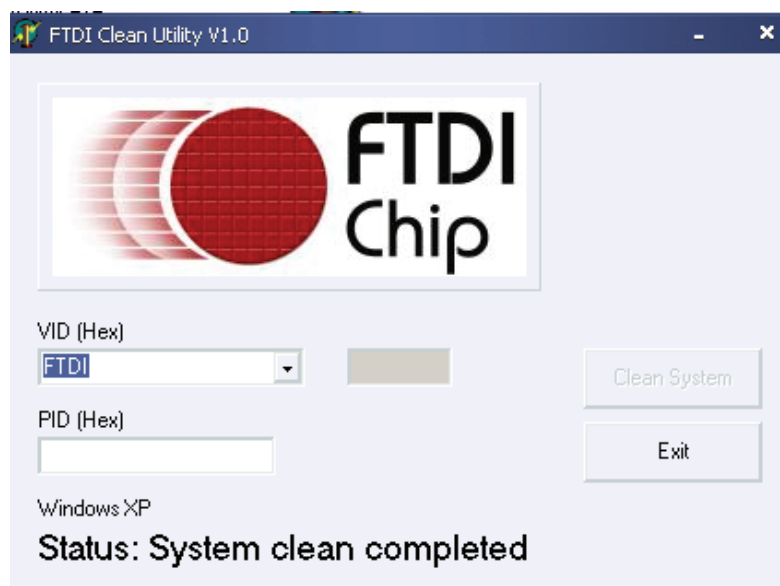 FTDI Clean Utility V1.0
FTDI
Chip
VID (Hex)
FTDI
Clean System
PID (Hex)
Exit
Windows XP
Status: System clean completed